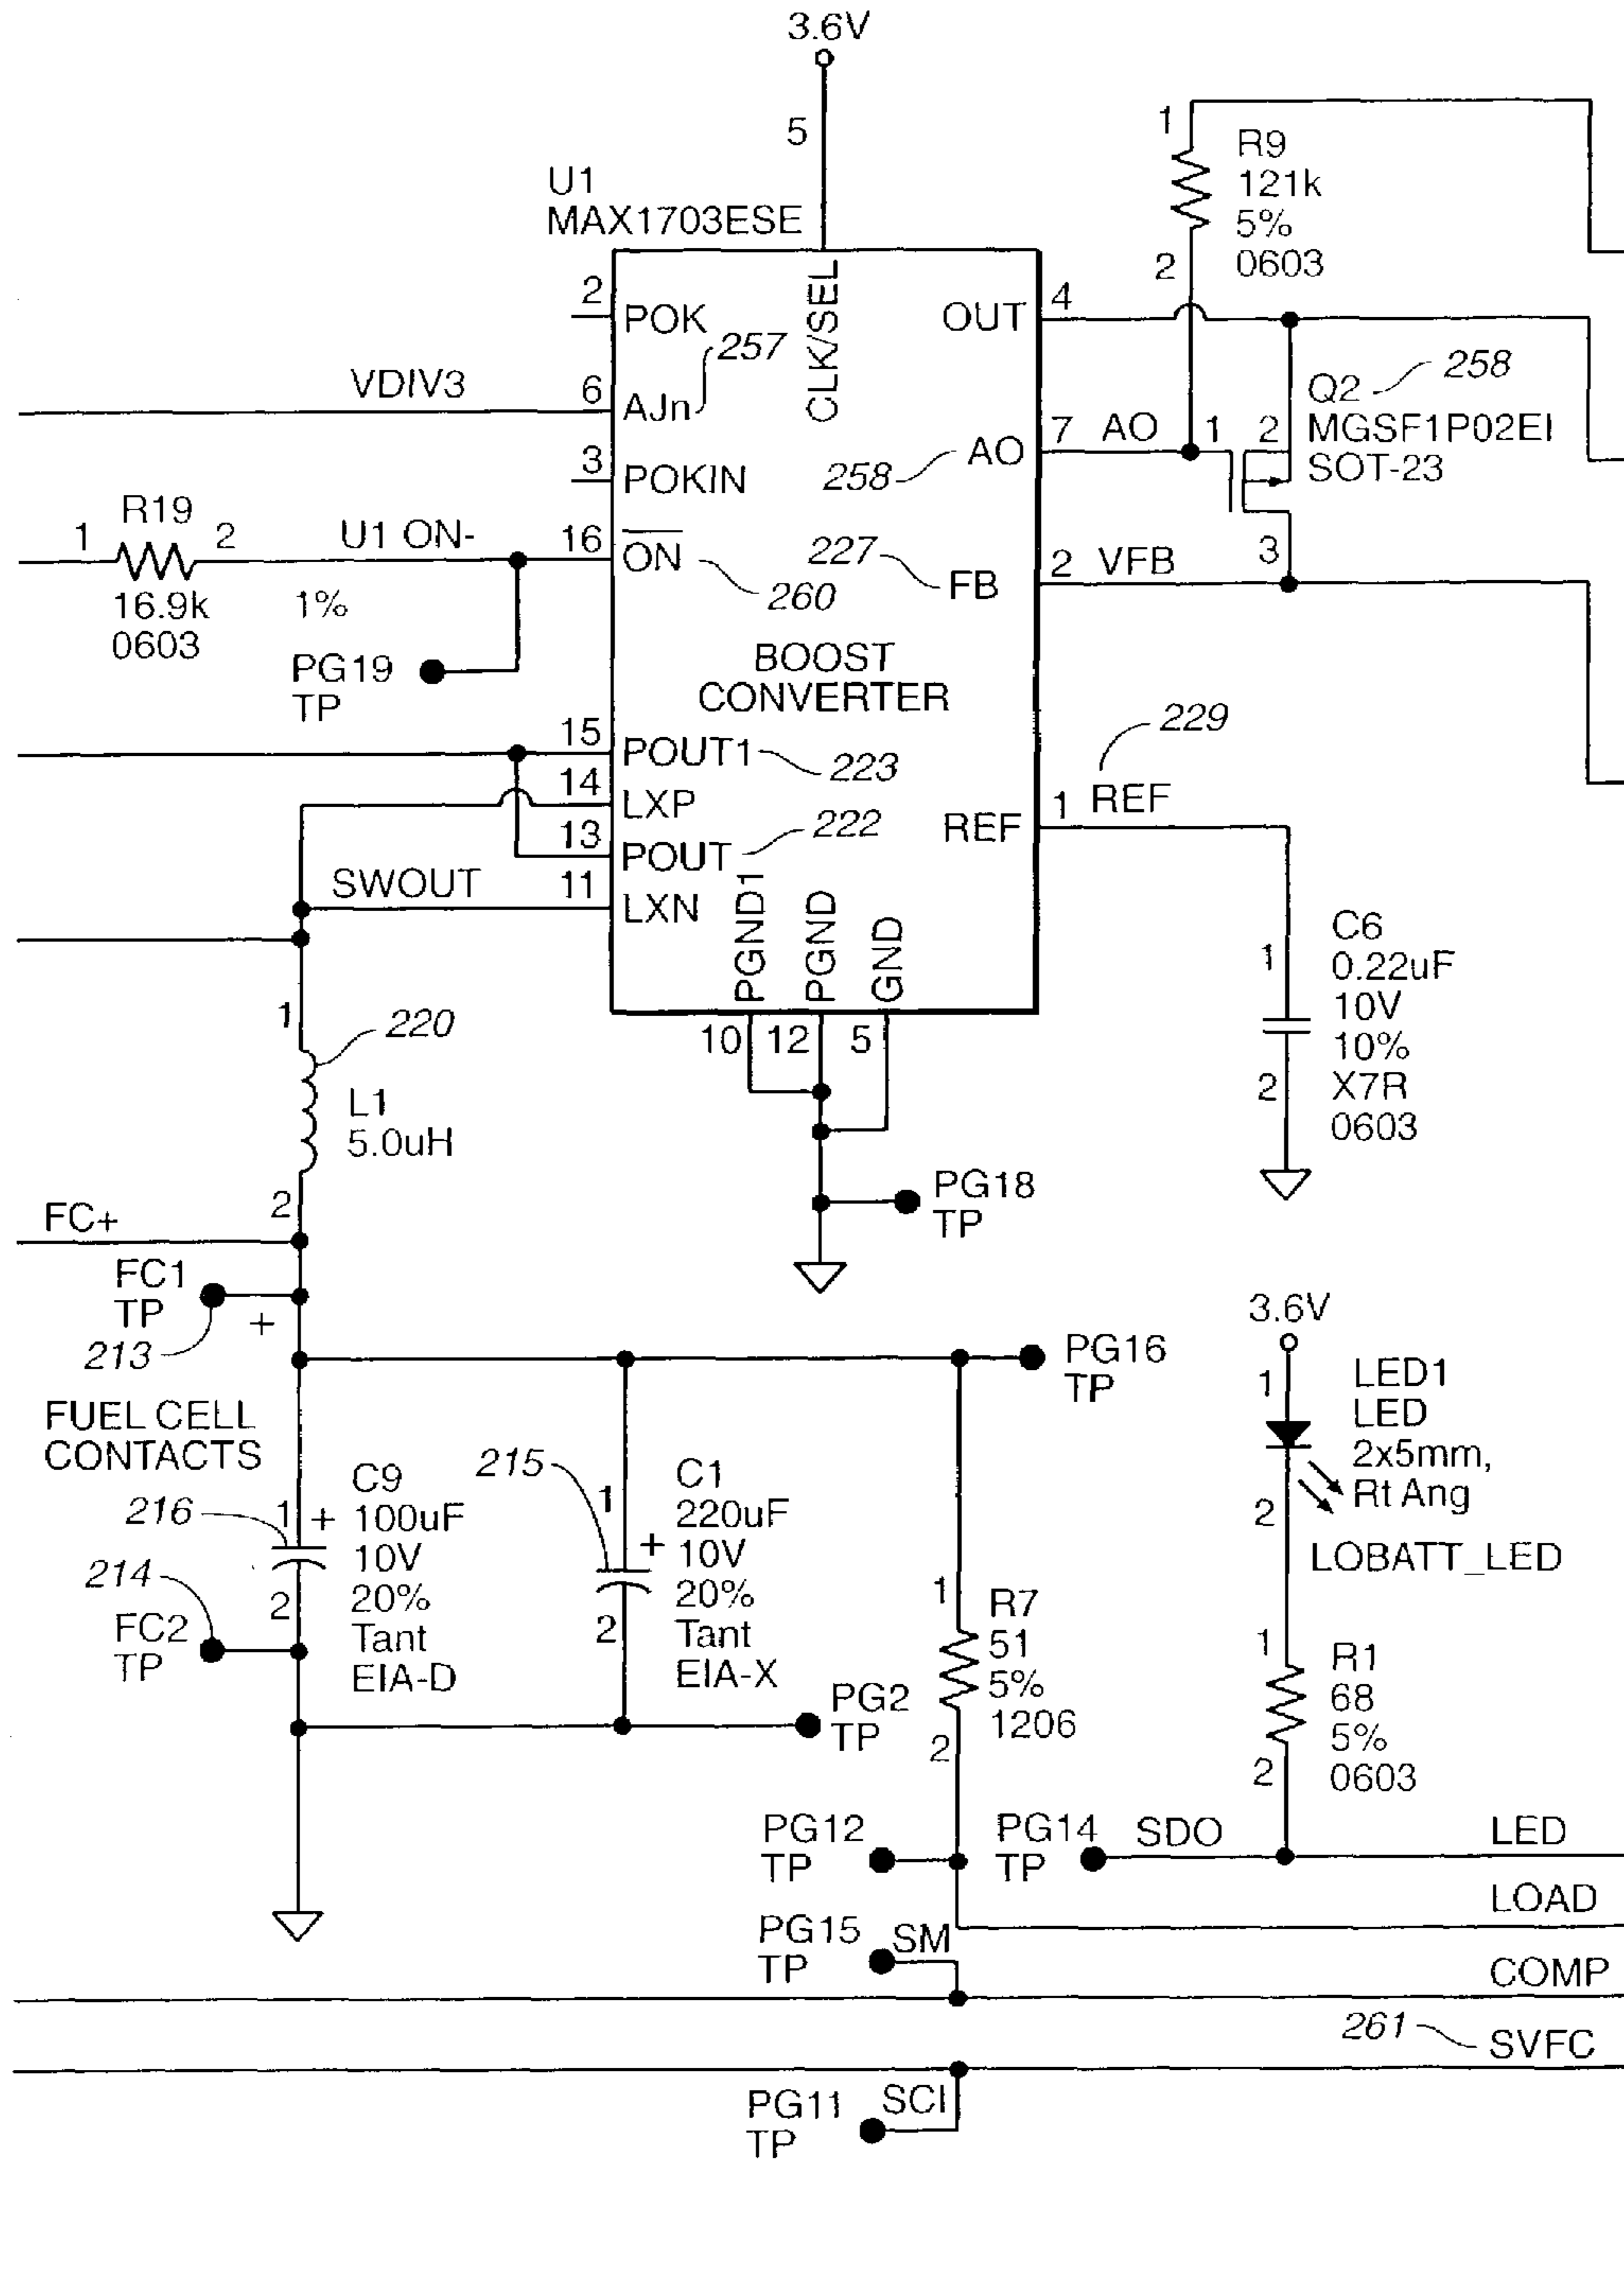 3.6V
5
U1
MAX1703ESE
1
R9
121k
5%
0603
2
2
POK
257
CLK/SEL
OUT
4
VDIV3
6
AJn
Q2
258
MGSF1P02EI
SOT-23
3
POKIN
258
AO
7
AO
1
2
3
R19
1
2
U1 ON-
16
ON
260
16.9k
1%
0603
227
FB
2
VFB
PG19
TP
BOOST
CONVERTER
15
POUT1
223
14
LXP
13
POUT
222
SWOUT
11
LXN
229
REF
1
REF
PGND1
PGND
GND
10
12
5
C6
1
0.22uF
10V
10%
2
X7R
0603
1
220
L1
5.0uH
2
FC+
PG18
TP
FC1
TP
+
213
PG16
TP
3.6V
1
LED1
LED
2x5mm,
Rt Ang
2
LOBATT_LED
FUEL CELL
CONTACTS
216
1
+
C9
100uF
10V
20%
Tant
EIA-D
2
214
FC2
TP
215
1
+
C1
220uF
10V
20%
Tant
EIA-X
2
PG2
TP
1
R7
51
5%
1206
2
1
R1
68
5%
0603
2
PG12
TP
PG14
TP
SDO
LED
LOAD
PG15
TP
SM
COMP
261
SVFC
PG11
TP
SCI